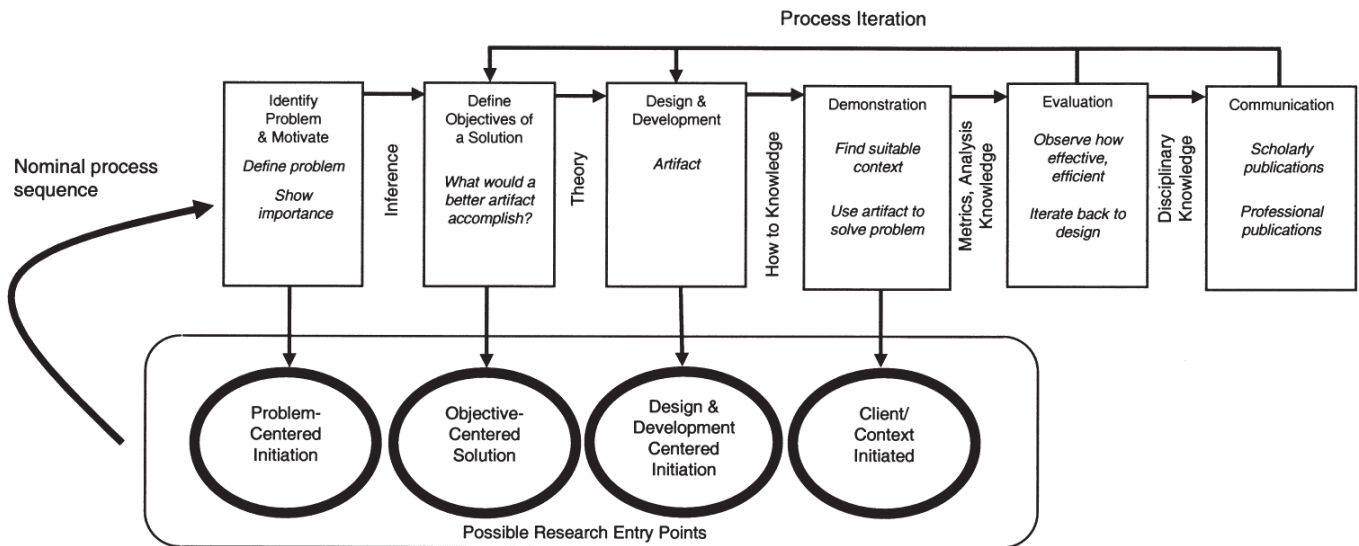 Process Iteration
Nominal process
sequence
Identify
Problem
& Motivate
Define problem
Show
importance
Inference
Define
Objectives of
a Solution
What would a
better artifact
accomplish?
Theory
Design &
Development
Artifact
How to Knowledge
Demonstration
Find suitable
context
Use artifact to
solve problem
Metrics, Analysis
Knowledge
Evaluation
Observe how
effective,
efficient
Iterate back to
design
Disciplinary
Knowledge
Communication
Scholarly
publications
Professional
publications
Problem-
Centered
Initiation
Objective-
Centered
Solution
Design &
Development
Centered
Initiation
Client/
Context
Initiated
Possible Research Entry Points